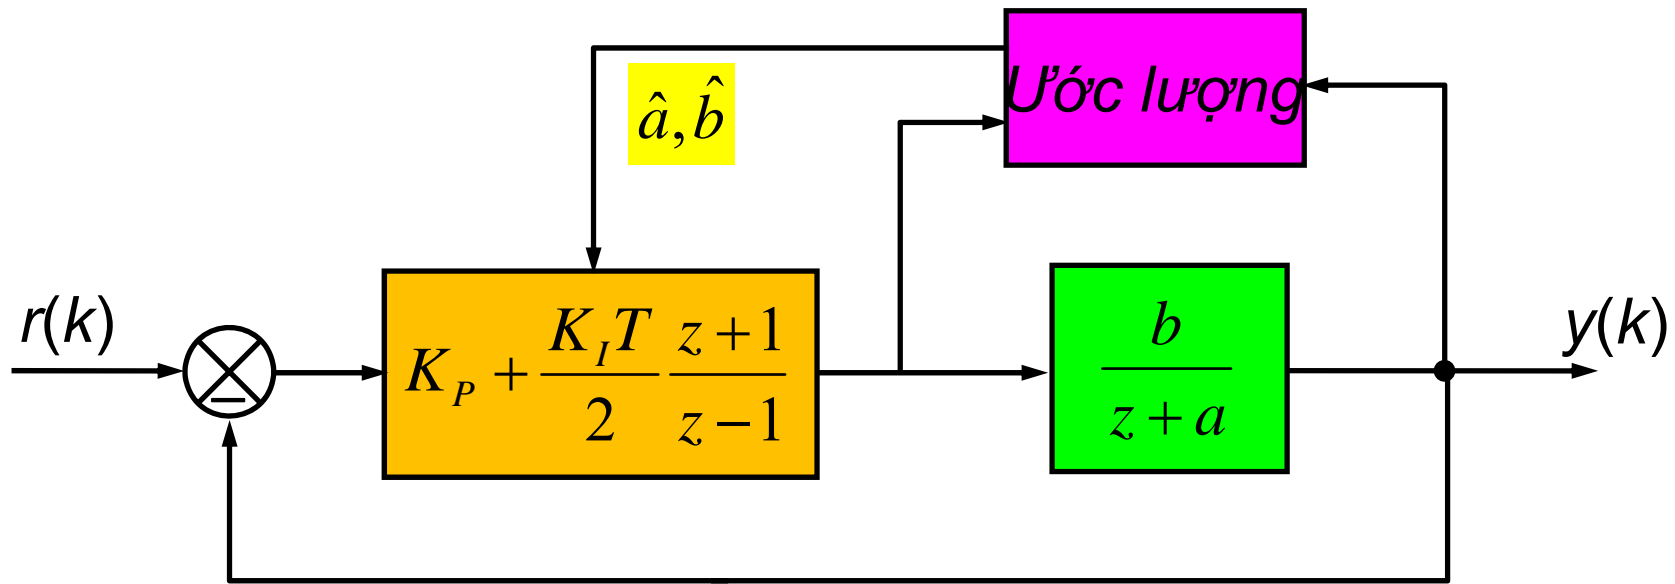 Ước lượng
â, b̂
r(k)
K_P + K_I T / 2 z + 1 / z − 1
b / z + a
y(k)
−